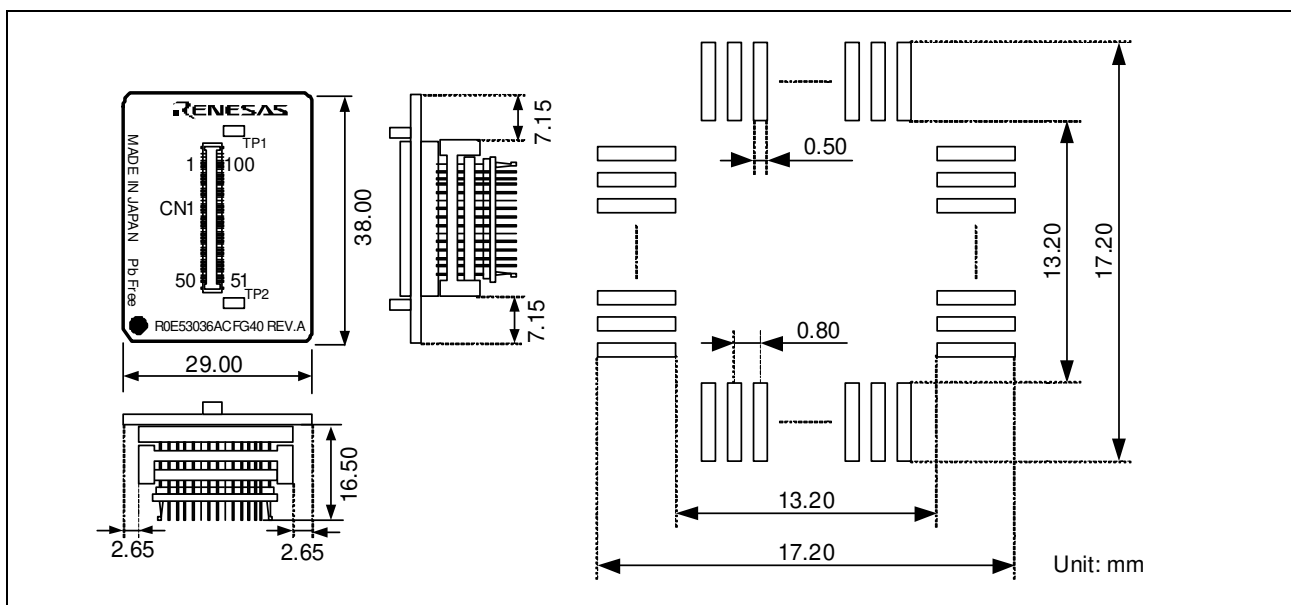 RENESAS
TP1
1 100
CN1
50 51
TP2
MADE IN JAPAN Pb Free
R0E53036ACFG40 REV.A
38.00
29.00
7.15
7.15
16.50
2.65 2.65
0.50
13.20
17.20
0.80
13.20
17.20
Unit: mm